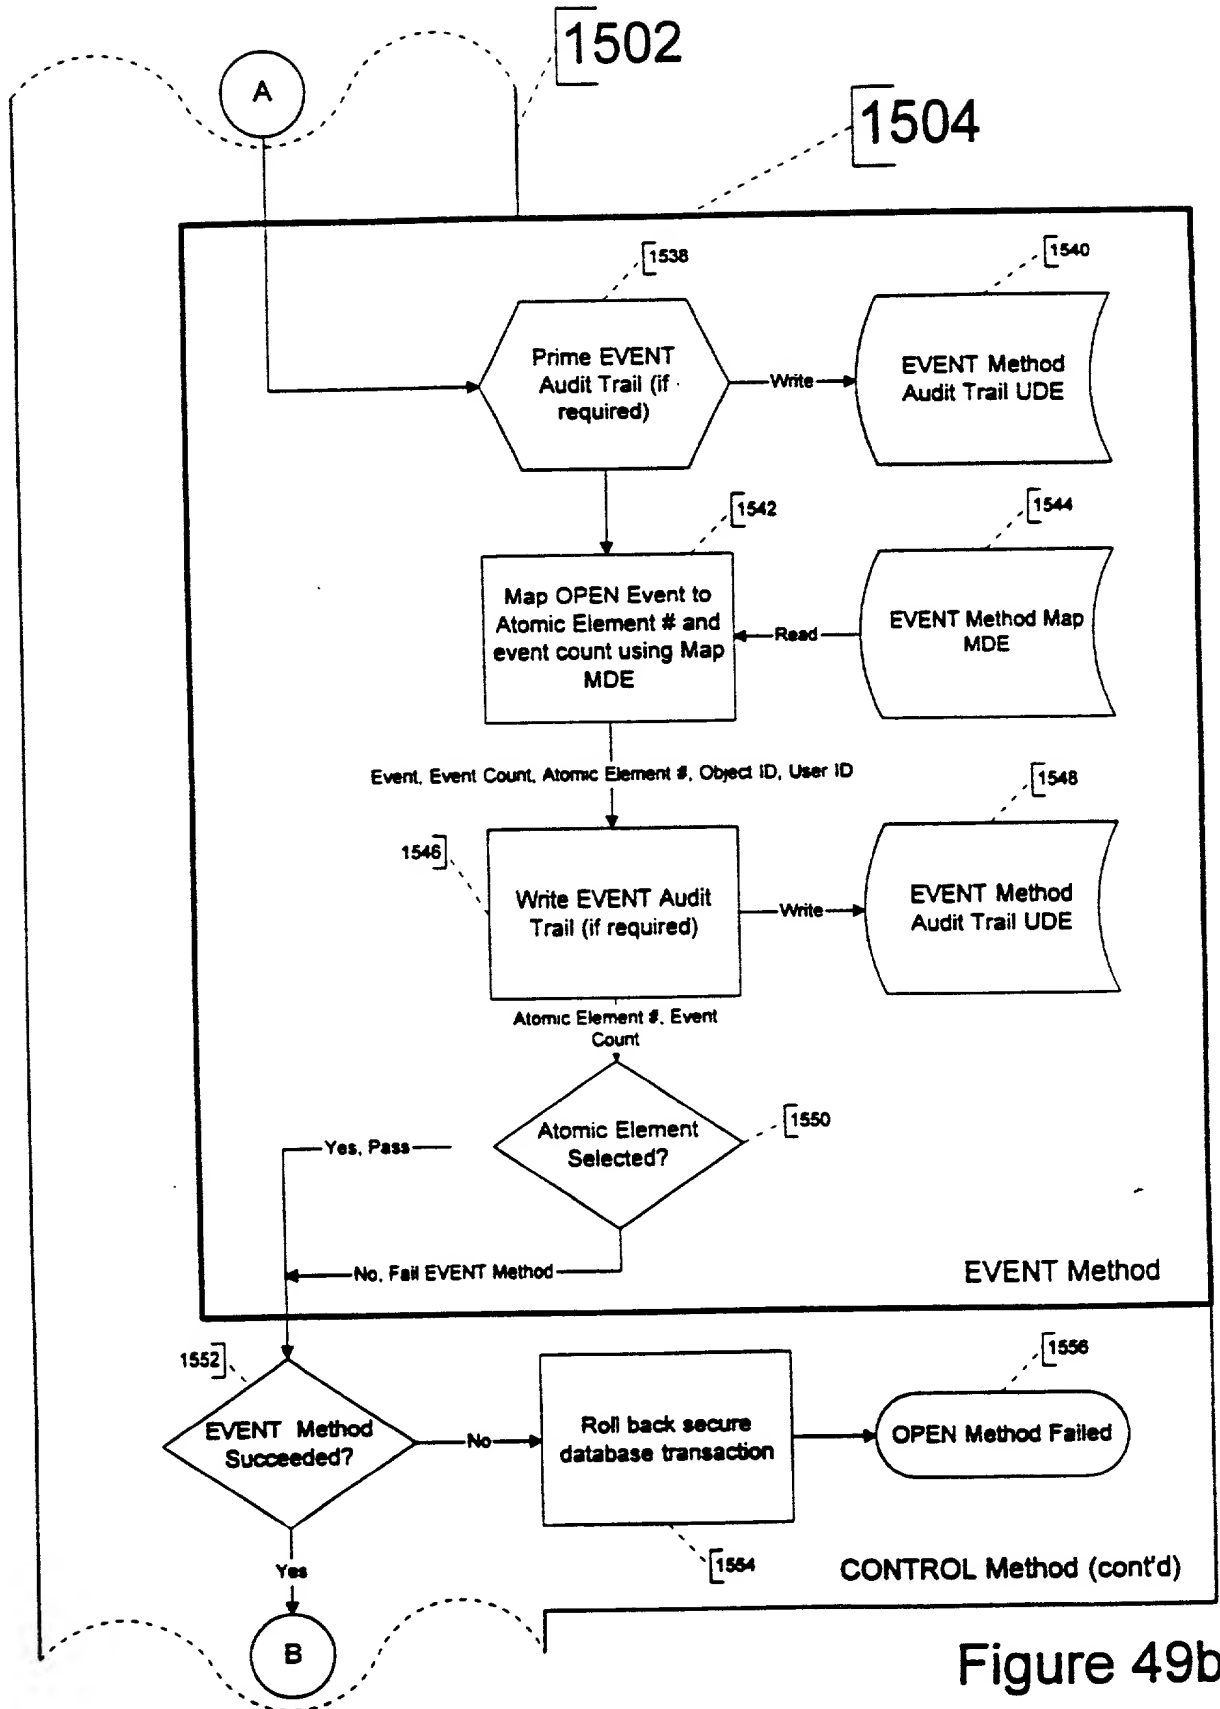 1502
A
1504
1538
1540
Prime EVENT
Audit Trail (if
required)
Write
EVENT Method
Audit Trail UDE
1542
1544
Map OPEN Event to
Atomic Element # and
event count using Map
MDE
Read
EVENT Method Map
MDE
Event, Event Count, Atomic Element #, Object ID, User ID
1548
1546
Write EVENT Audit
Trail (if required)
Write
EVENT Method
Audit Trail UDE
Atomic Element #, Event
Count
1550
Atomic Element
Selected?
Yes, Pass
No, Fail EVENT Method
EVENT Method
1552
1556
EVENT Method
Succeeded?
No
Roll back secure
database transaction
OPEN Method Failed
1554
Yes
CONTROL Method (cont'd)
B
Figure 49b